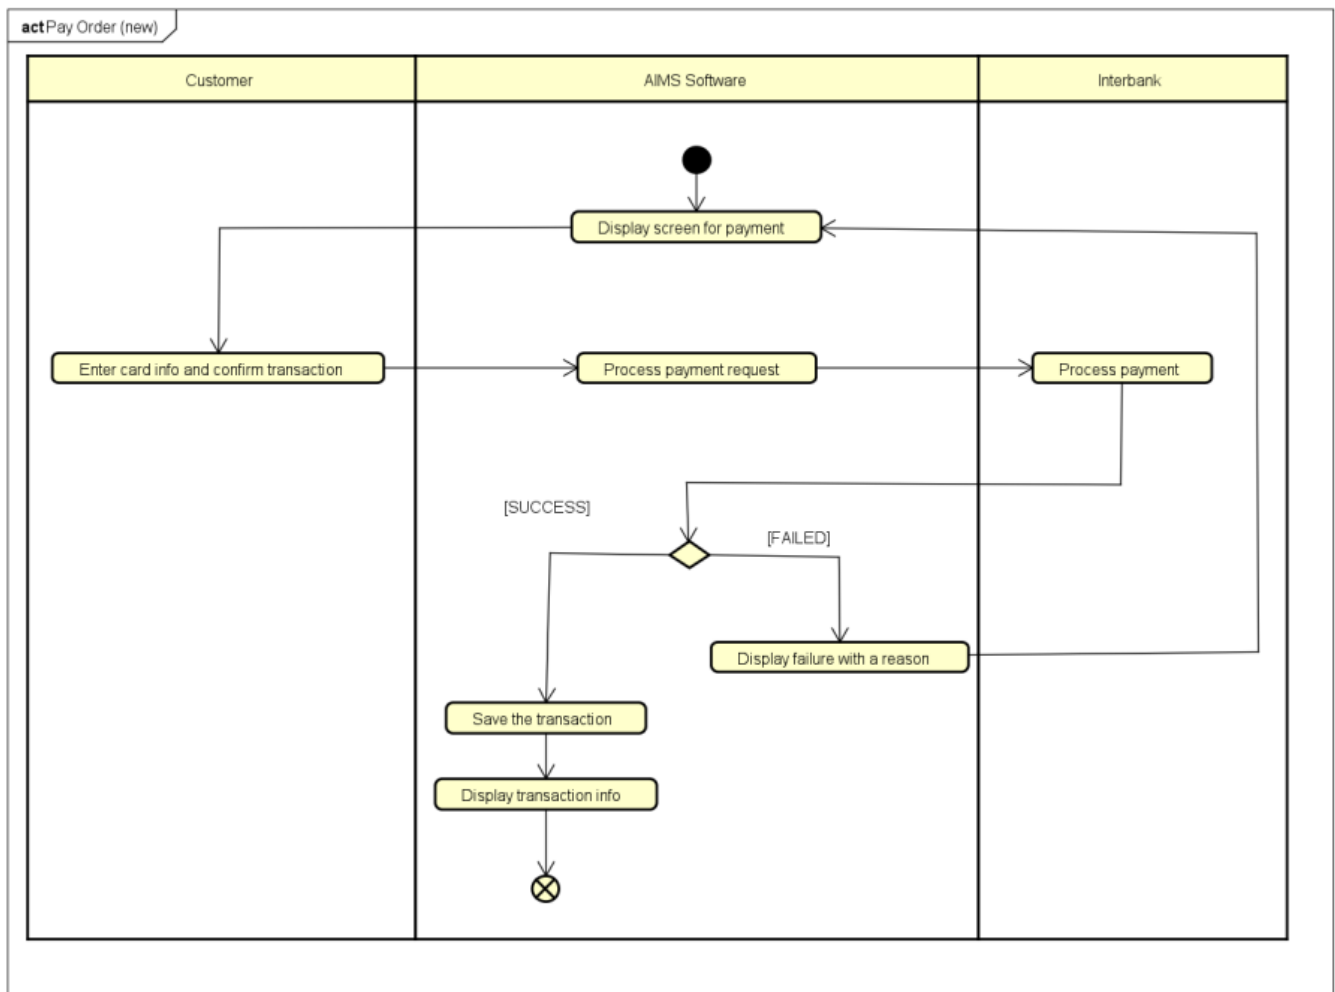 act Pay Order (new)
Customer
AIMS Software
Interbank
Display screen for payment
Enter card info and confirm transaction
Process payment request
Process payment
[SUCCESS]
[FAILED]
Display failure with a reason
Save the transaction
Display transaction info